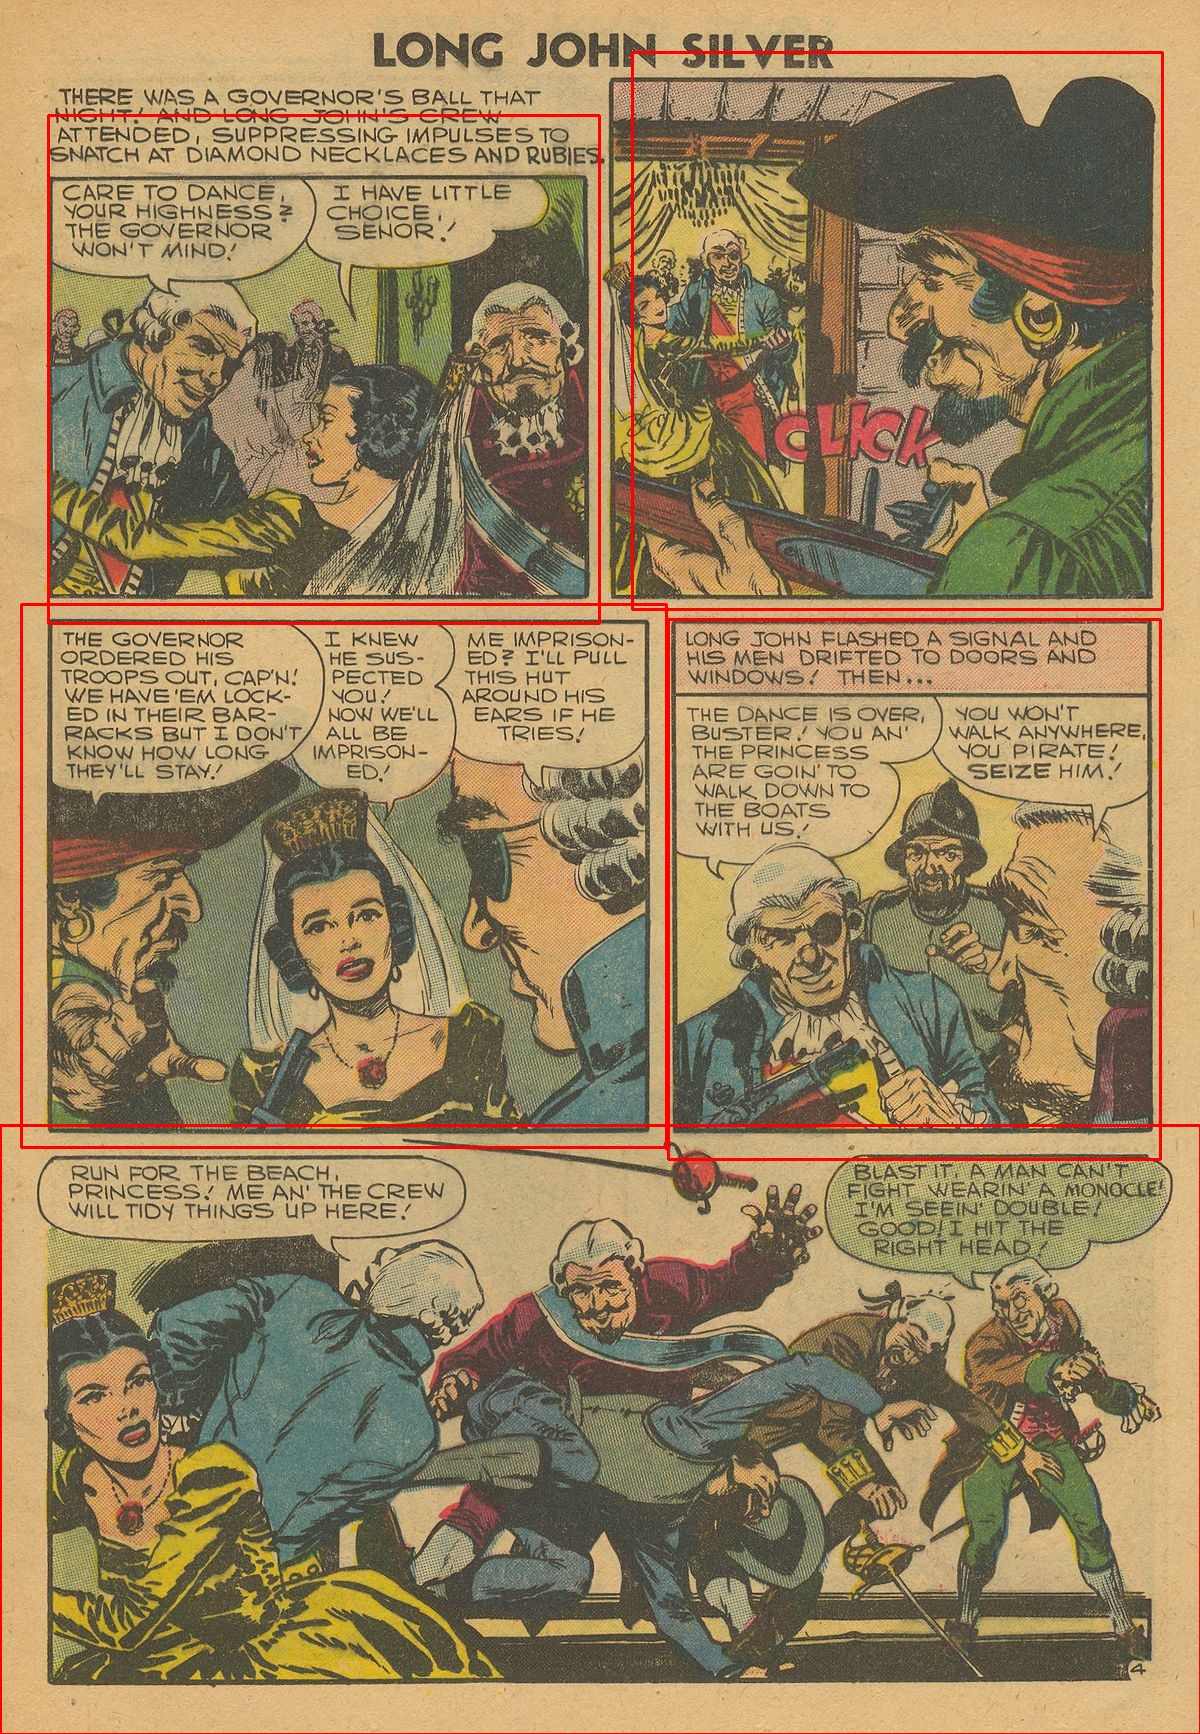 LONG JOHN SILVER
THERE WAS A GOVERNOR'S BALL THAT
NIGHT! AND LONG JOHN'S CREW
ATTENDED, SUPPRESSING IMPULSES TO
SNATCH AT DIAMOND NECKLACES AND RUBIES.
CARE TO DANCE,
YOUR HIGHNESS?
THE GOVERNOR
WON'T MIND!
I HAVE LITTLE
CHOICE,
SENOR!
CLICK
THE GOVERNOR
ORDERED HIS
TROOPS OUT, CAP'N!
WE HAVE 'EM LOCK-
ED IN THEIR BAR-
RACKS BUT I DON'T
KNOW HOW LONG
THEY'LL STAY!
I KNEW
HE SUS-
PECTED
YOU!
NOW WE'LL
ALL BE
IMPRISON-
ED!
ME IMPRISON-
ED? I'LL PULL
THIS HUT
AROUND HIS
EARS IF HE
TRIES!
LONG JOHN FLASHED A SIGNAL AND
HIS MEN DRIFTED TO DOORS AND
WINDOWS! THEN...
THE DANCE IS OVER,
BUSTER! YOU AN'
THE PRINCESS
ARE GOIN' TO
WALK DOWN TO
THE BOATS
WITH US!
YOU WON'T
WALK ANYWHERE,
YOU PIRATE!
SEIZE HIM!
RUN FOR THE BEACH,
PRINCESS! ME AN' THE CREW
WILL TIDY THINGS UP HERE!
BLAST IT, A MAN CAN'T
FIGHT WEARIN' A MONOCLE!
I'M SEEIN' DOUBLE!
GOOD! I HIT THE
RIGHT HEAD!
4